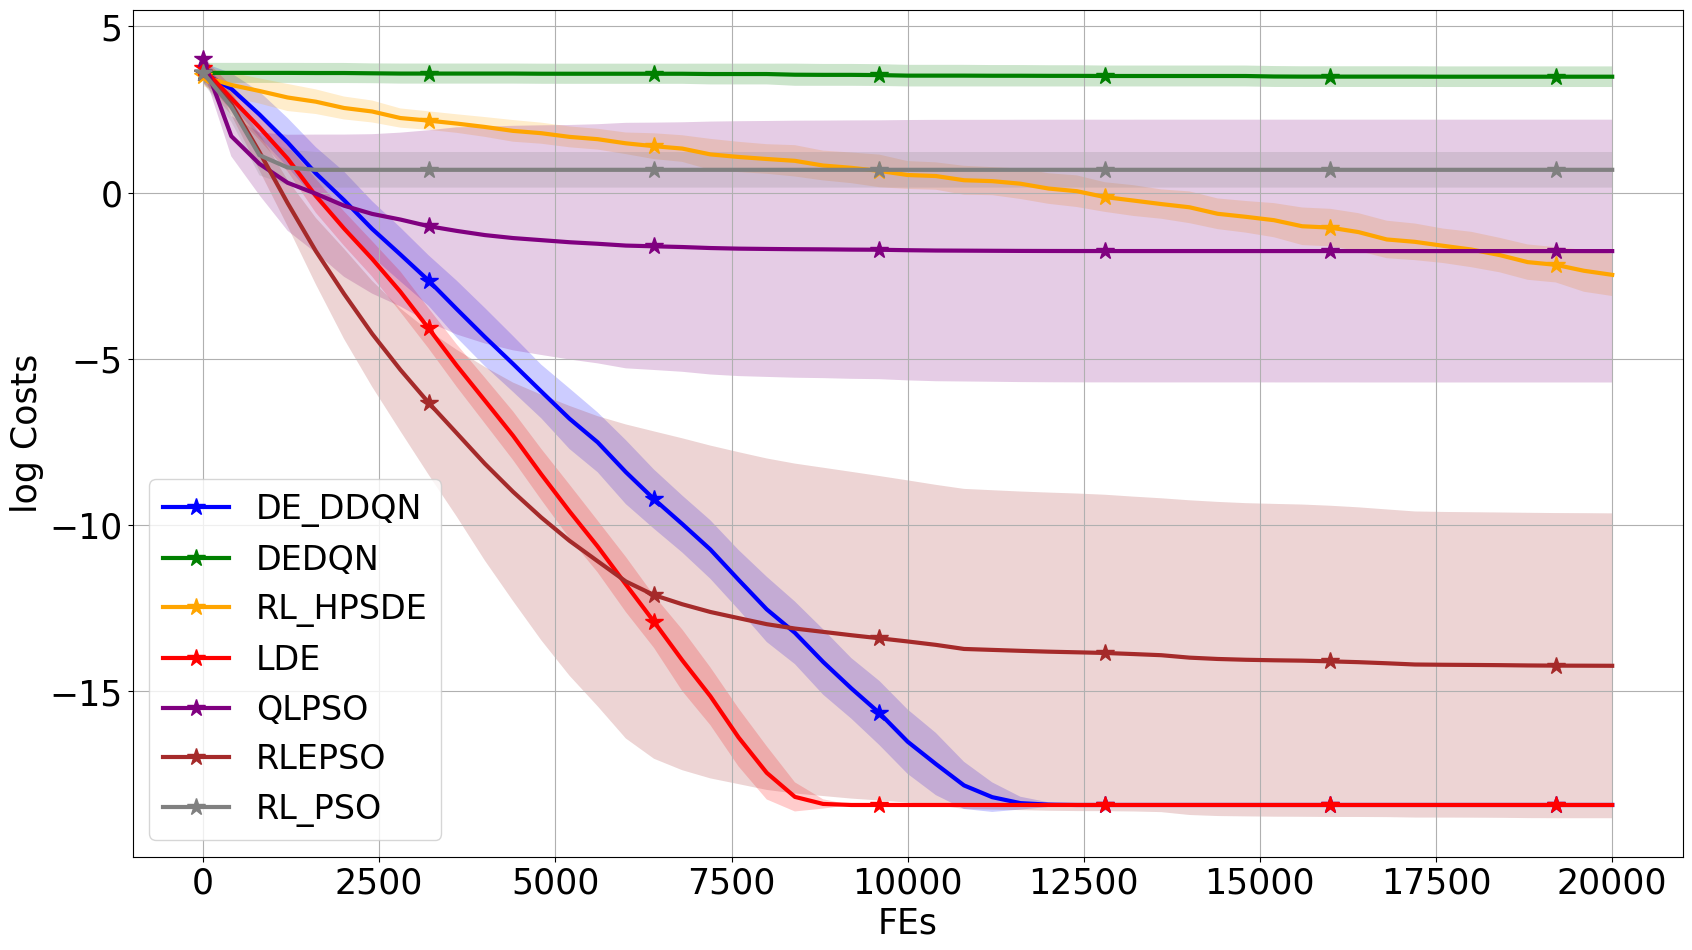 5
0
−5
−10
−15
log Costs
DE_DDQN
DEDQN
RL_HPSDE
LDE
QLPSO
RLEPSO
RL_PSO
0 2500 5000 7500 10000 12500 15000 17500 20000
FEs